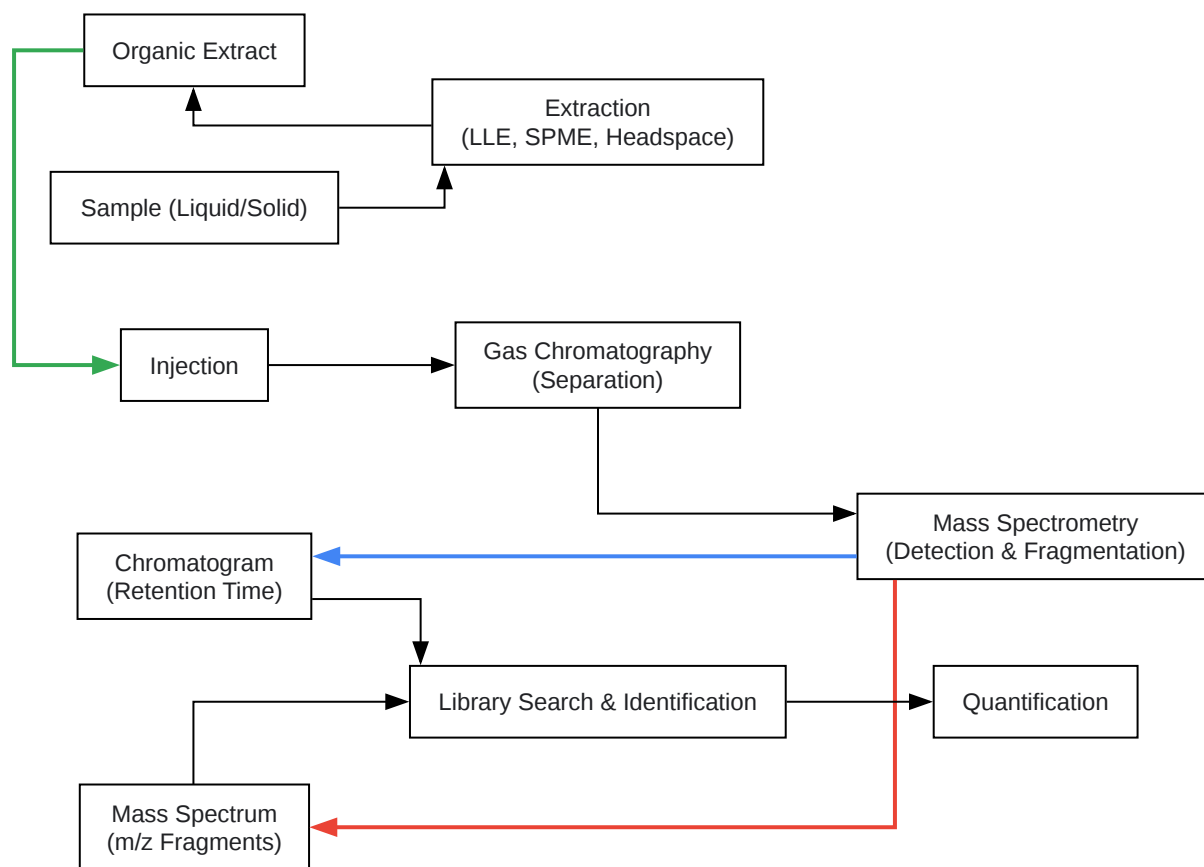 Organic Extract
Extraction
(LLE, SPME, Headspace)
Sample (Liquid/Solid)
Injection
Gas Chromatography
(Separation)
Mass Spectrometry
(Detection & Fragmentation)
Chromatogram
(Retention Time)
Library Search & Identification
Quantification
Mass Spectrum
(m/z Fragments)